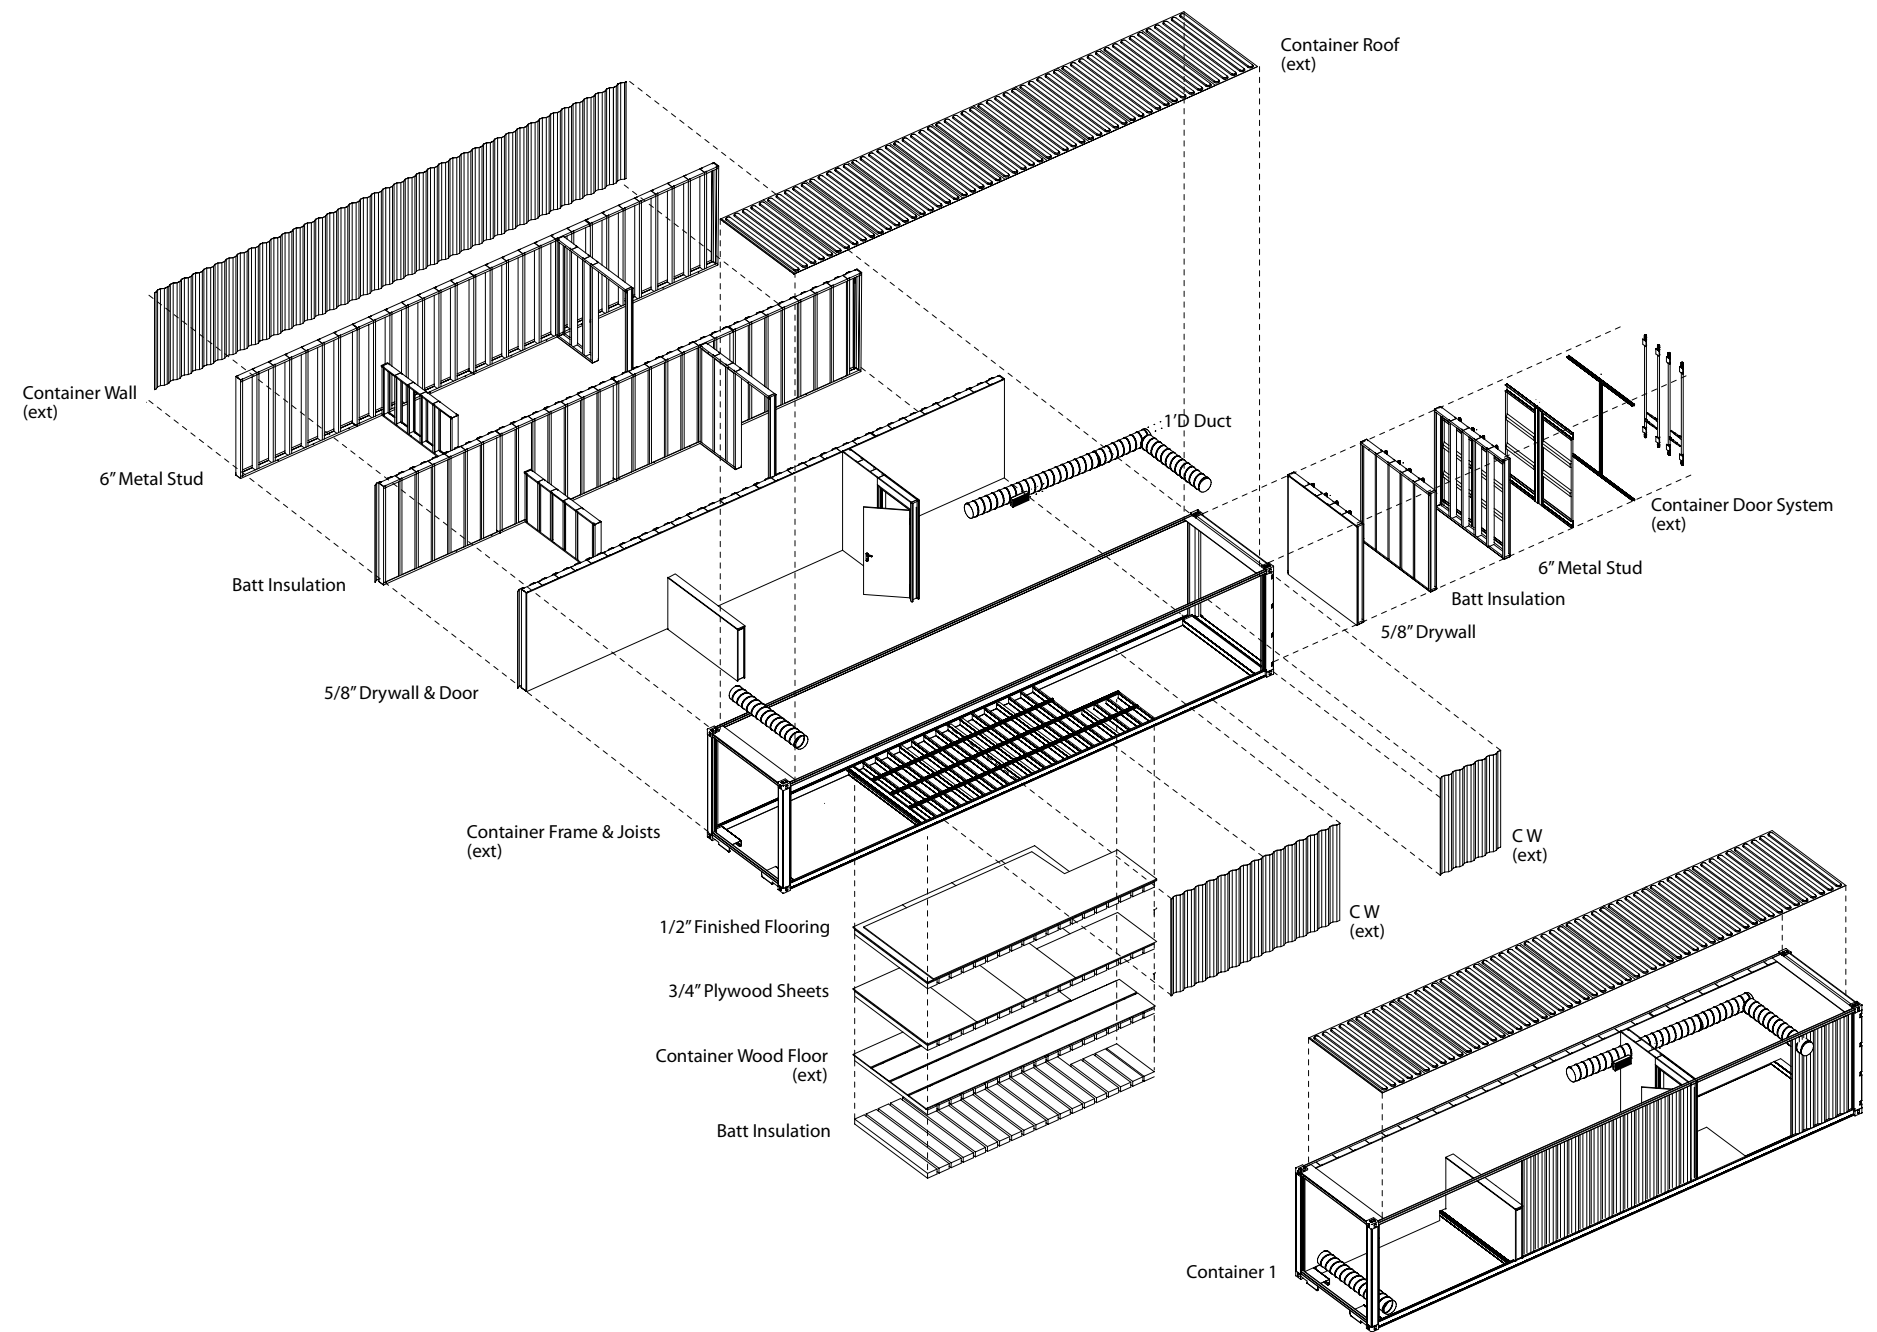 Container Roof
(ext)
Container Wall
(ext)
6” Metal Stud
Batt Insulation
5/8” Drywall & Door
1’D Duct
Container Door System
(ext)
6” Metal Stud
Batt Insulation
5/8” Drywall
Container Frame & Joists
(ext)
C W
(ext)
C W
(ext)
1/2” Finished Flooring
3/4” Plywood Sheets
Container Wood Floor
(ext)
Batt Insulation
Container 1